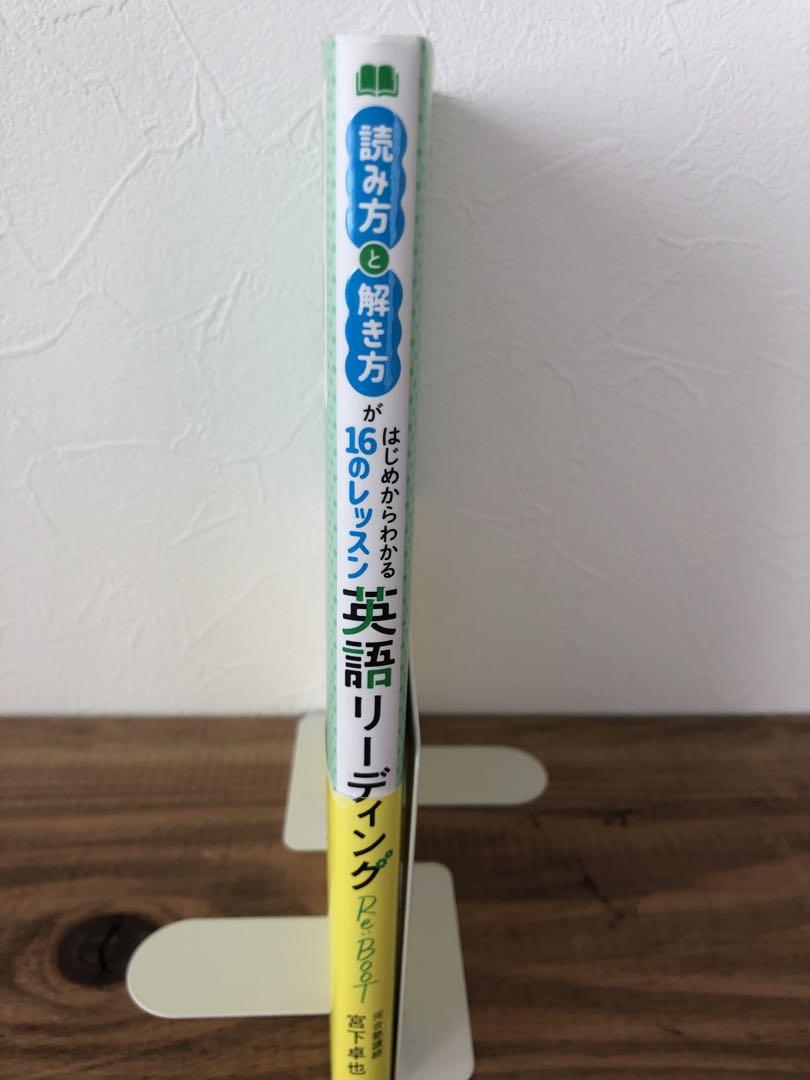 読み方と解き方が
はじめからわかる
16のレッスン
英語リーディング
Re:BOOT
河合塾講師
宮下卓也